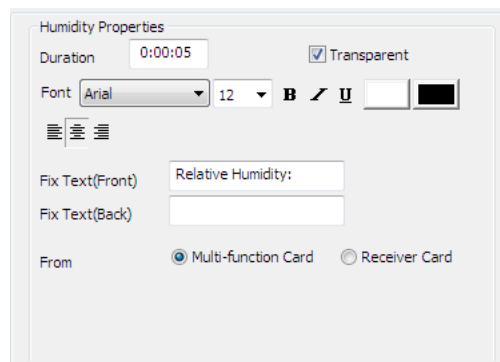 Humidity Properties
Duration 0:00:05 Transparent
Font Arial 12 B I U
Fix Text(Front) Relative Humidity:
Fix Text(Back)
From Multi-function Card Receiver Card